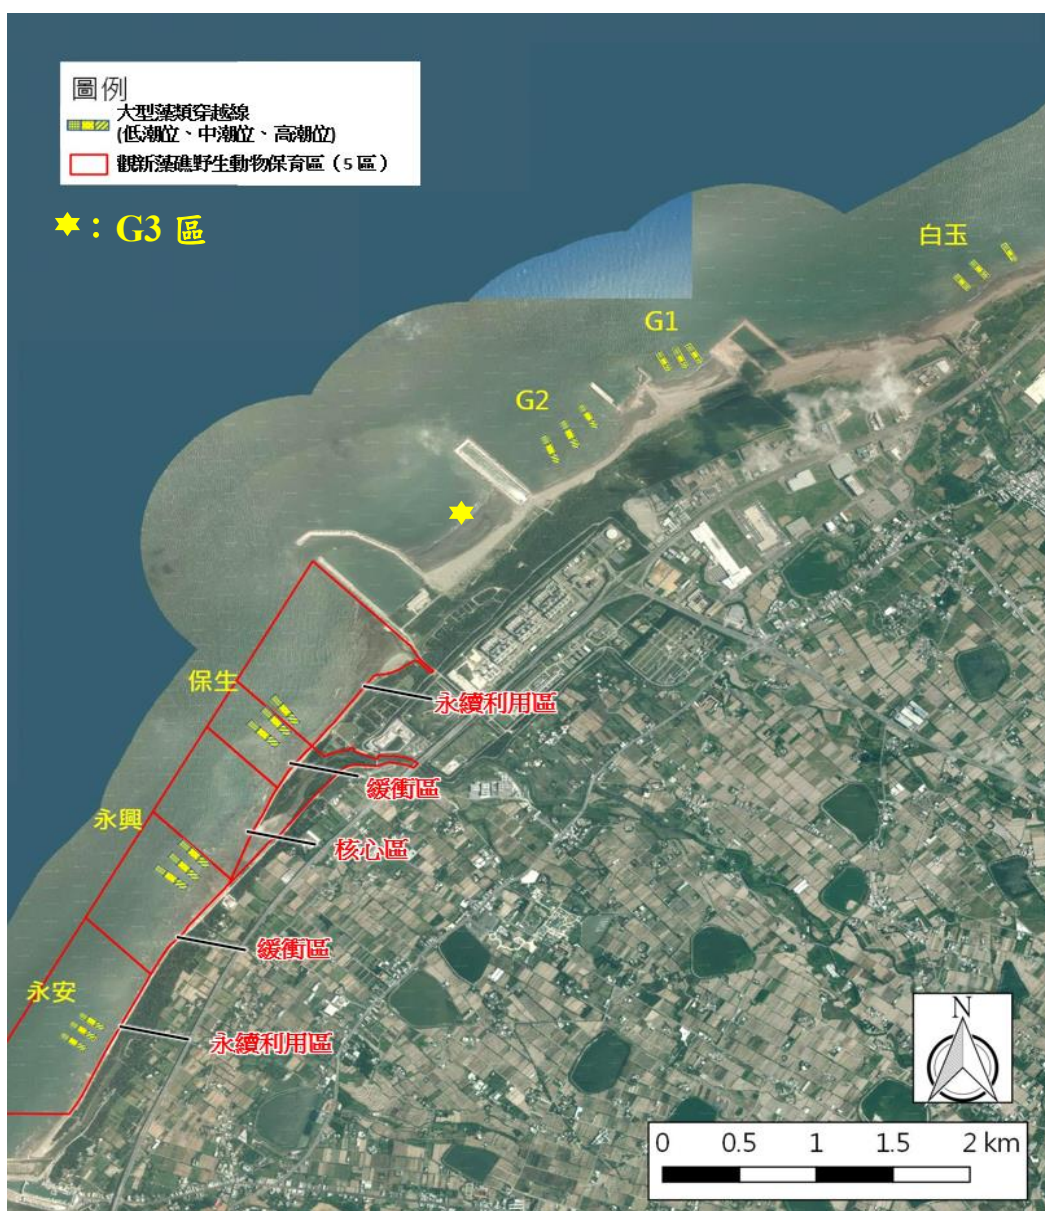 圖例
大型藻類穿越線
(低潮位、中潮位、高潮位)
觀新藻礁野生動物保育區（5 區）
：G3 區
白玉
G1
G2
保生
永續利用區
緩衝區
永興
核心區
緩衝區
永安
永續利用區
N
0 0.5 1 1.5 2 km